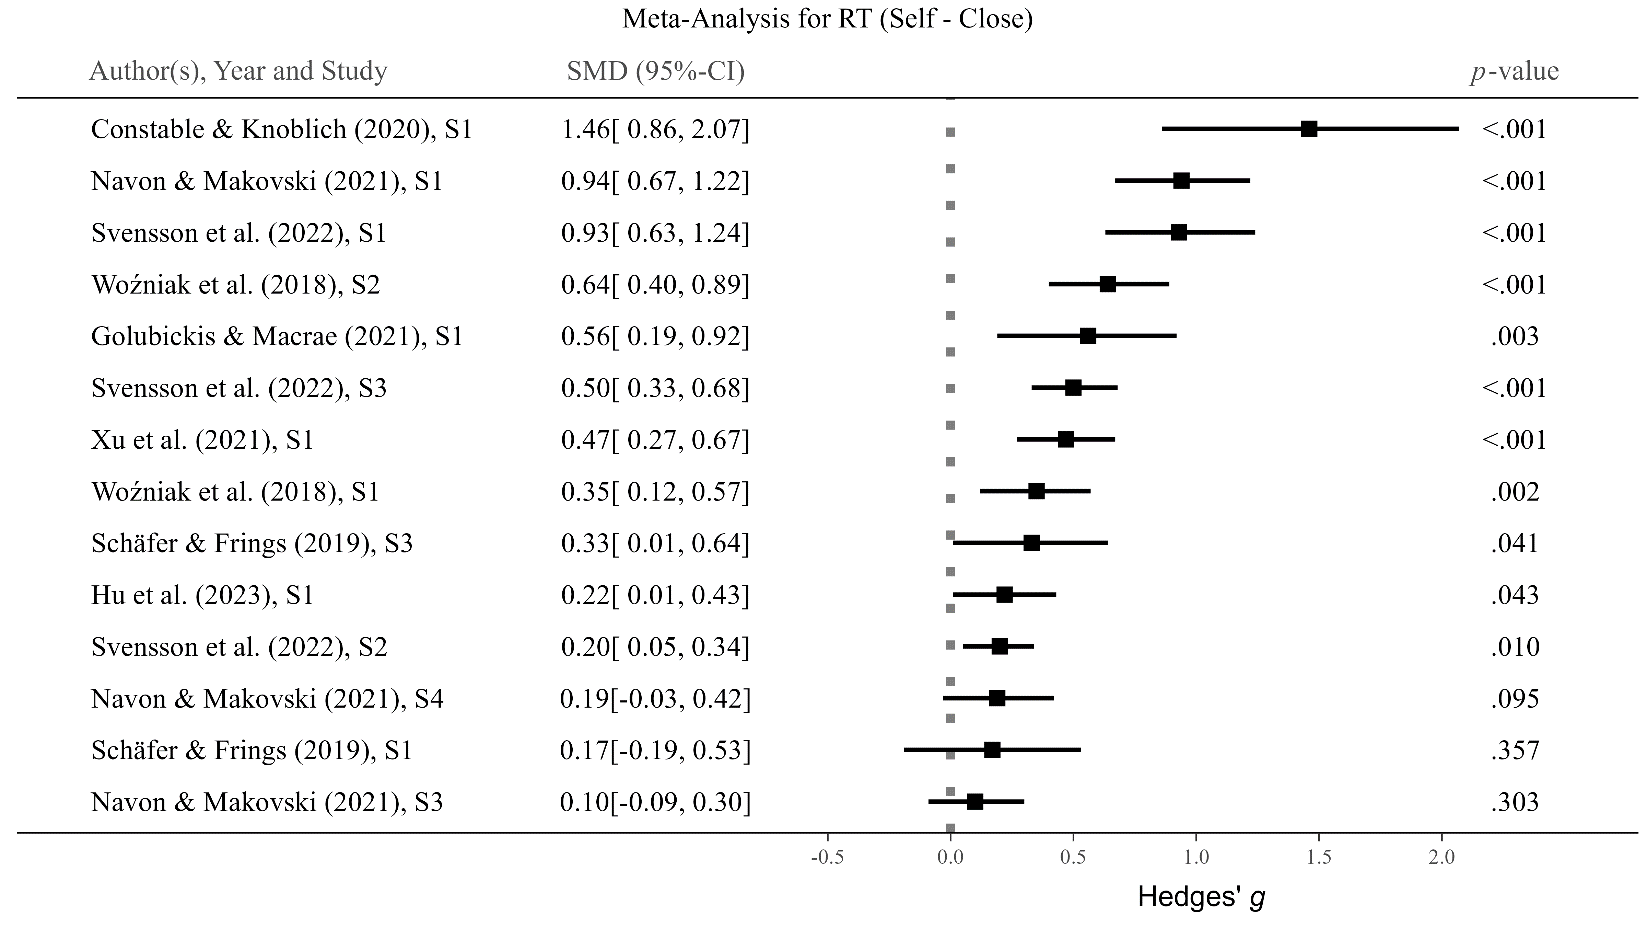 Meta-Analysis for RT (Self - Close)
Author(s), Year and Study SMD (95%-CI) p-value
Constable & Knoblich (2020), S1 1.46[ 0.86, 2.07] <.001
Navon & Makovski (2021), S1 0.94[ 0.67, 1.22] <.001
Svensson et al. (2022), S1 0.93[ 0.63, 1.24] <.001
Woźniak et al. (2018), S2 0.64[ 0.40, 0.89] <.001
Golubickis & Macrae (2021), S1 0.56[ 0.19, 0.92] .003
Svensson et al. (2022), S3 0.50[ 0.33, 0.68] <.001
Xu et al. (2021), S1 0.47[ 0.27, 0.67] <.001
Woźniak et al. (2018), S1 0.35[ 0.12, 0.57] .002
Schäfer & Frings (2019), S3 0.33[ 0.01, 0.64] .041
Hu et al. (2023), S1 0.22[ 0.01, 0.43] .043
Svensson et al. (2022), S2 0.20[ 0.05, 0.34] .010
Navon & Makovski (2021), S4 0.19[-0.03, 0.42] .095
Schäfer & Frings (2019), S1 0.17[-0.19, 0.53] .357
Navon & Makovski (2021), S3 0.10[-0.09, 0.30] .303
-0.5 0.0 0.5 1.0 1.5 2.0
Hedges' g